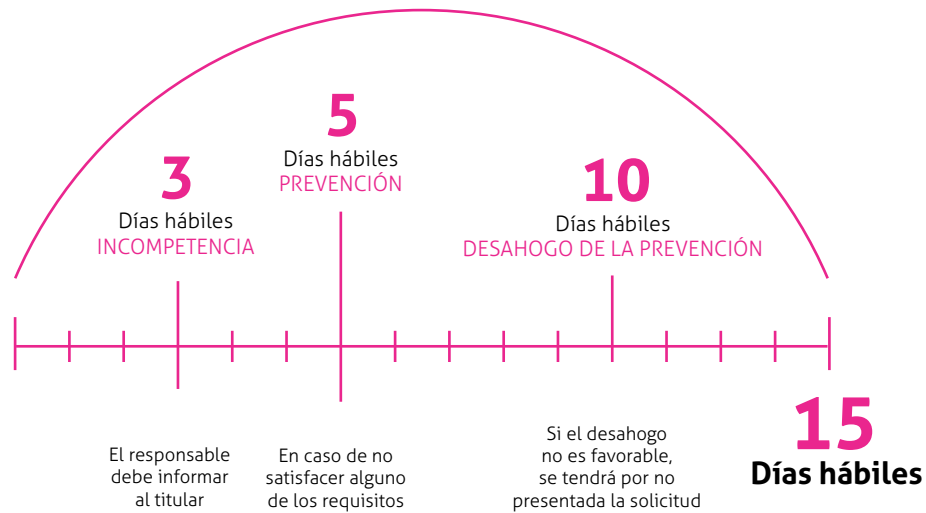 3
Días hábiles
INCOMPETENCIA
5
Días hábiles
PREVENCIÓN
10
Días hábiles
DESAHOGO DE LA PREVENCIÓN
El responsable
debe informar
al titular
En caso de no
satisfacer alguno
de los requisitos
Si el desahogo
no es favorable,
se tendrá por no
presentada la solicitud
15
Días hábiles